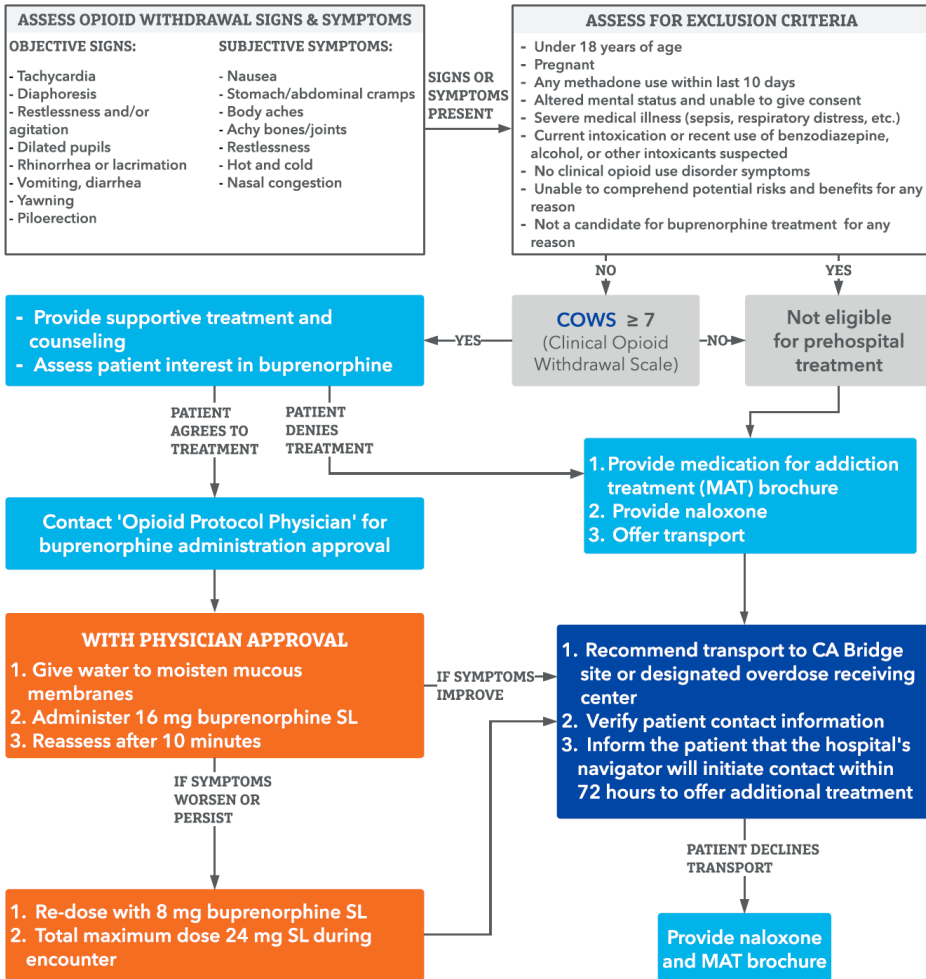 ASSESS OPIOID WITHDRAWAL SIGNS & SYMPTOMS
OBJECTIVE SIGNS:
- Tachycardia
- Diaphoresis
- Restlessness and/or
agitation
- Dilated pupils
- Rhinorrhea or lacrimation
- Vomiting, diarrhea
- Yawning
- Piloerection
SUBJECTIVE SYMPTOMS:
- Nausea
- Stomach/abdominal cramps
- Body aches
- Achy bones/joints
- Restlessness
- Hot and cold
- Nasal congestion
SIGNS OR
SYMPTOMS
PRESENT
ASSESS FOR EXCLUSION CRITERIA
- Under 18 years of age
- Pregnant
- Any methadone use within last 10 days
- Altered mental status and unable to give consent
- Severe medical illness (sepsis, respiratory distress, etc.)
- Current intoxication or recent use of benzodiazepine,
alcohol, or other intoxicants suspected
- No clinical opioid use disorder symptoms
- Unable to comprehend potential risks and benefits for any
reason
- Not a candidate for buprenorphine treatment for any
reason
NO
YES
COWS ≥ 7
(Clinical Opioid
Withdrawal Scale)
NO
Not eligible
for prehospital
treatment
YES
- Provide supportive treatment and
counseling
- Assess patient interest in buprenorphine
PATIENT
AGREES TO
TREATMENT
PATIENT
DENIES
TREATMENT
1. Provide medication for addiction
treatment (MAT) brochure
2. Provide naloxone
3. Offer transport
Contact 'Opioid Protocol Physician' for
buprenorphine administration approval
WITH PHYSICIAN APPROVAL
1. Give water to moisten mucous
membranes
2. Administer 16 mg buprenorphine SL
3. Reassess after 10 minutes
IF SYMPTOMS
IMPROVE
1. Recommend transport to CA Bridge
site or designated overdose receiving
center
2. Verify patient contact information
3. Inform the patient that the hospital's
navigator will initiate contact within
72 hours to offer additional treatment
IF SYMPTOMS
WORSEN OR
PERSIST
PATIENT DECLINES
TRANSPORT
1. Re-dose with 8 mg buprenorphine SL
2. Total maximum dose 24 mg SL during
encounter
Provide naloxone
and MAT brochure